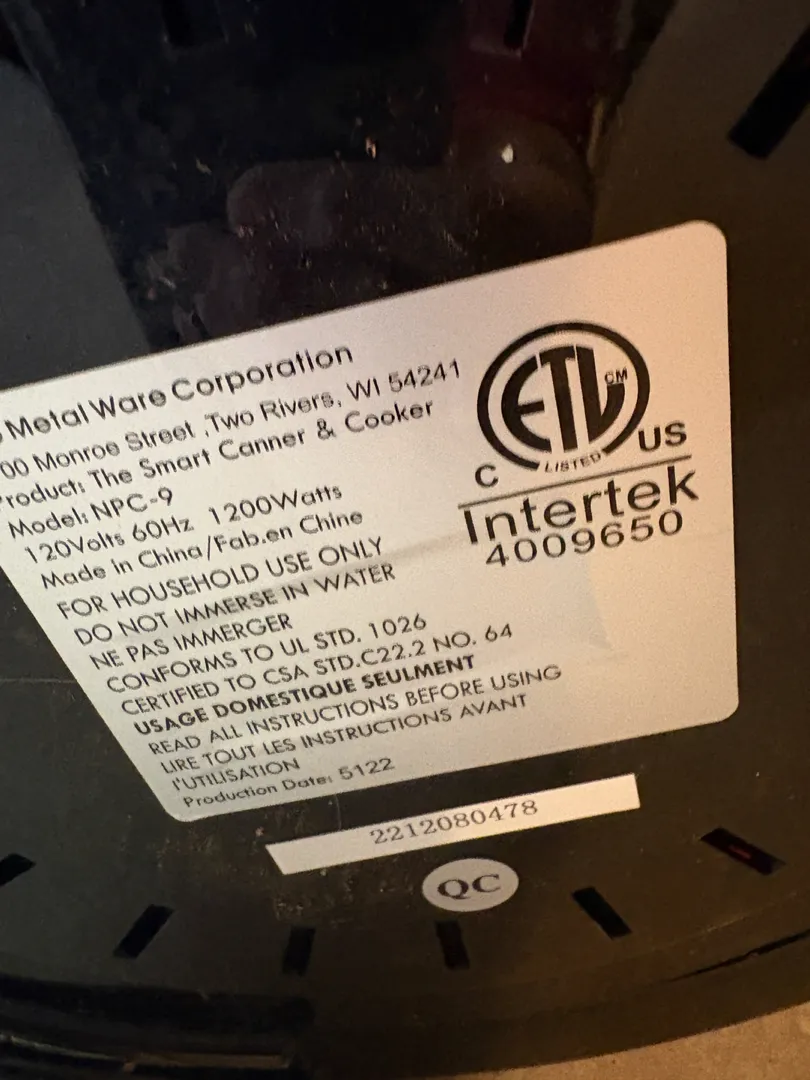 Metal Ware Corporation
00 Monroe Street ,Two Rivers, WI 54241
Product: The Smart Canner & Cooker
Model: NPC-9
120Volts 60Hz 1200Watts
Made in China/Fab.en Chine
FOR HOUSEHOLD USE ONLY
DO NOT IMMERSE IN WATER
NE PAS IMMERGER
CONFORMS TO UL STD. 1026
CERTIFIED TO CSA STD.C22.2 NO. 64
USAGE DOMESTIQUE SEULMENT
READ ALL INSTRUCTIONS BEFORE USING
LIRE TOUT LES INSTRUCTIONS AVANT
l'UTILISATION
Production Date: 5122
ETL CM
C LISTED US
Intertek
4009650
2212080478
QC